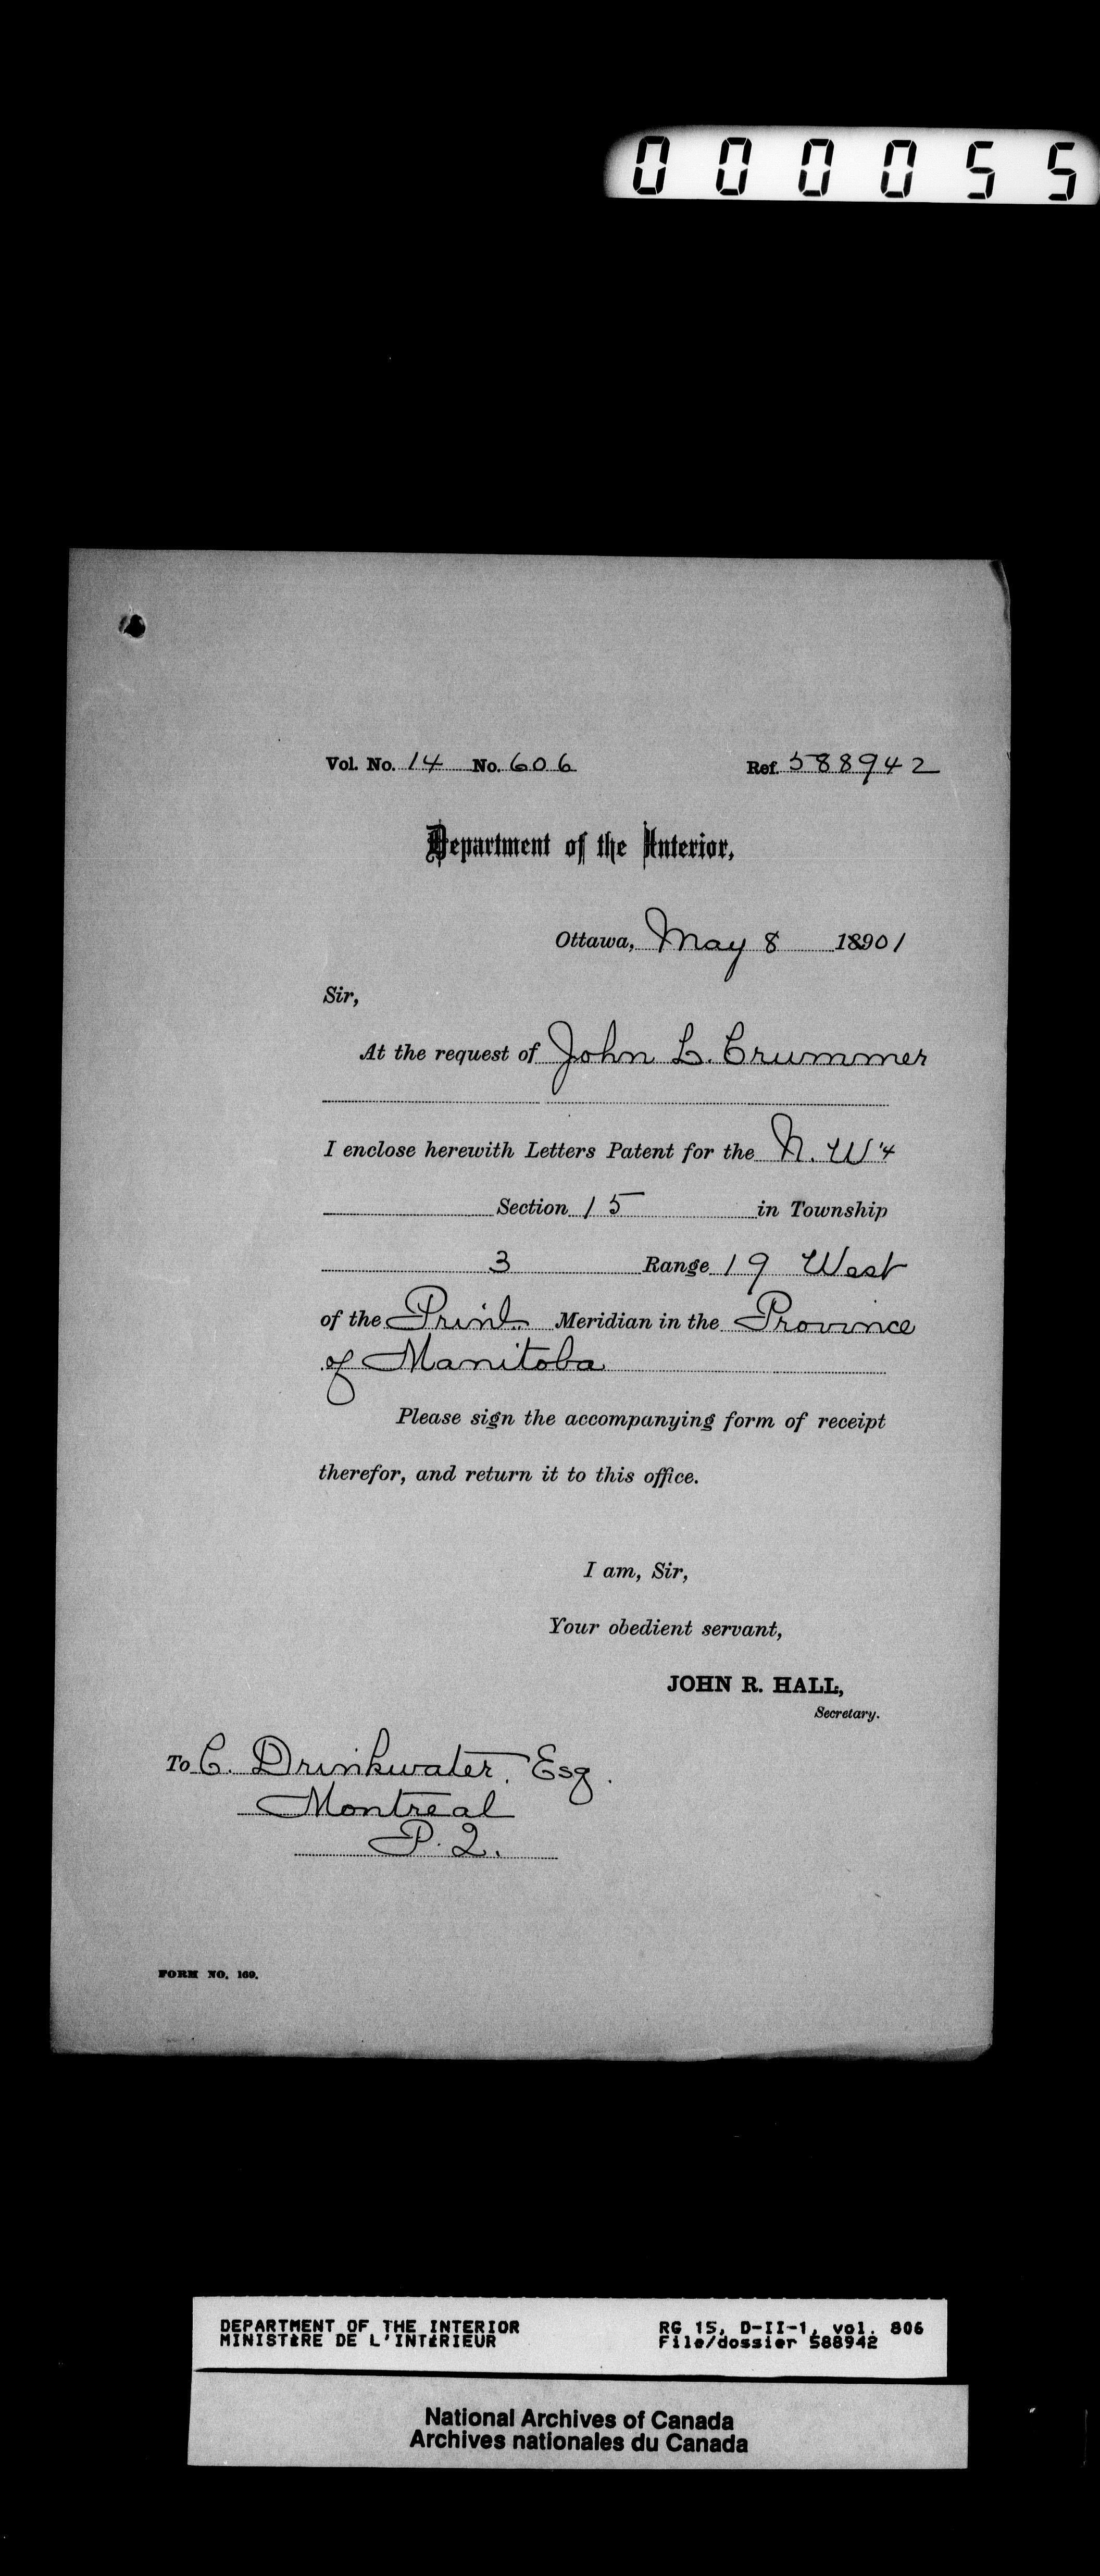 000055
Vol. No. 14 No. 606 Ref. 588942
Department of the Interior,
Ottawa, May 8 18901
Sir,
At the request of John L. Crummer
I enclose herewith Letters Patent for the N. W 1/4
Section 15 in Township
3 Range 19 West
of the Prinl. Meridian in the Province
of Manitoba
Please sign the accompanying form of receipt
therefor, and return it to this office.
I am, Sir,
Your obedient servant,
JOHN R. HALL,
Secretary.
To C. Drinkwater, Esq.
Montreal
P. Q.
FORM NO. 169.
DEPARTMENT OF THE INTERIOR RG 15, D-II-1, vol. 806
MINISTÈRE DE L'INTÉRIEUR File/dossier 588942
National Archives of Canada
Archives nationales du Canada